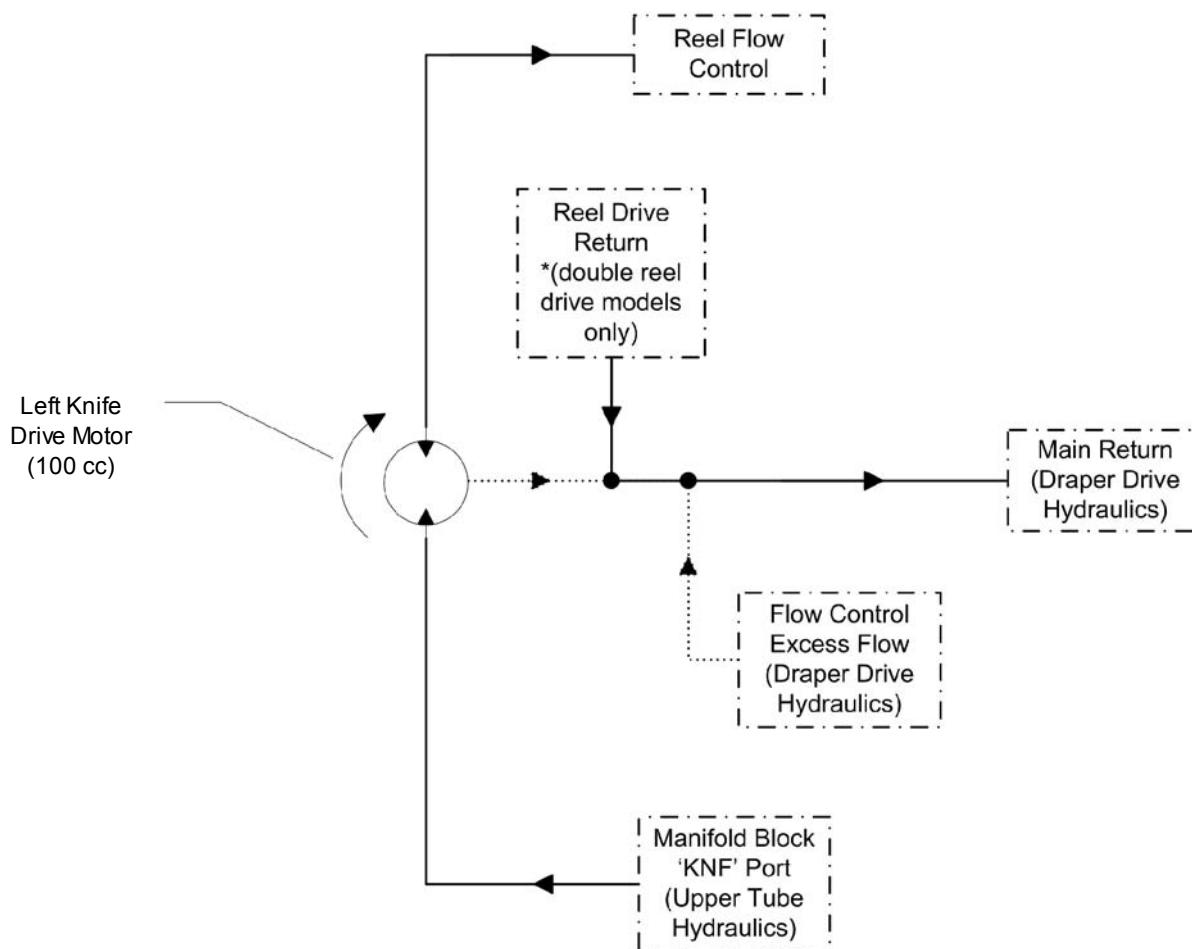 Reel Flow
Control
Reel Drive
Return
*(double reel
drive models
only)
Left Knife
Drive Motor
(100 cc)
Main Return
(Draper Drive
Hydraulics)
Flow Control
Excess Flow
(Draper Drive
Hydraulics)
Manifold Block
‘KNF’ Port
(Upper Tube
Hydraulics)